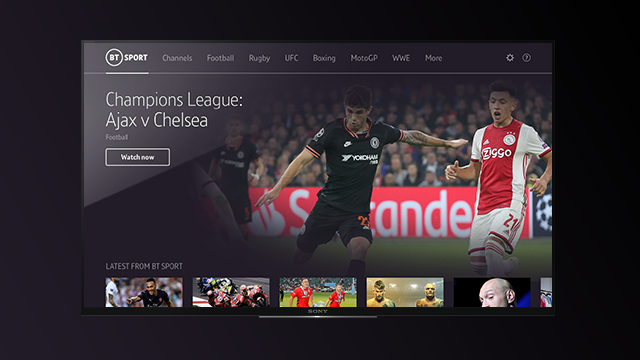 BT SPORT Channels Football Rugby UFC Boxing MotoGP WWE More
Champions League:
Ajax v Chelsea
Football
Watch now
YOKOHAMA
Ziggo
21
Santander
LATEST FROM BT SPORT
SONY